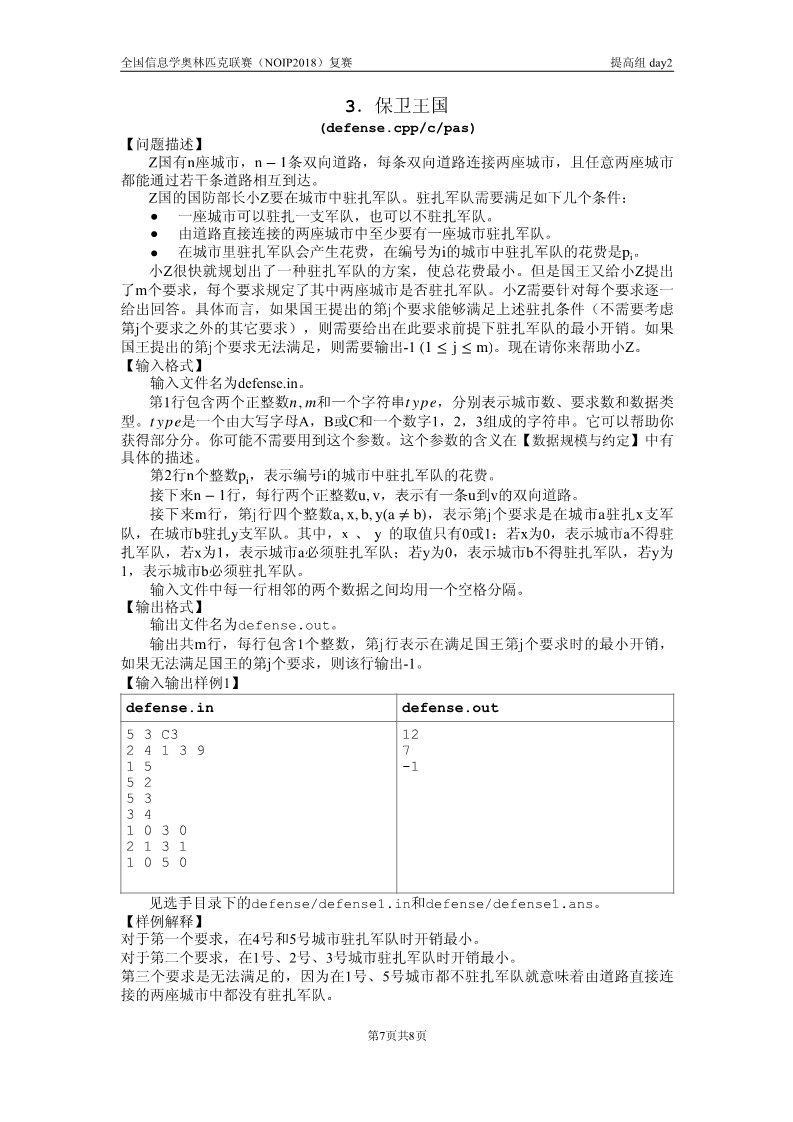 全国信息学奥林匹克联赛（NOIP2018）复赛 提高组 day2
3. 保卫王国
(defense.cpp/c/pas)
【问题描述】
Z国有n座城市，n − 1条双向道路，每条双向道路连接两座城市，且任意两座城市
都能通过若干条道路相互到达。
Z国的国防部长小Z要在城市中驻扎军队。驻扎军队需要满足如下几个条件：
● 一座城市可以驻扎一支军队，也可以不驻扎军队。
● 由道路直接连接的两座城市中至少要有一座城市驻扎军队。
● 在城市里驻扎军队会产生花费，在编号为i的城市中驻扎军队的花费是pᵢ。
小Z很快就规划出了一种驻扎军队的方案，使总花费最小。但是国王又给小Z提出
了m个要求，每个要求规定了其中两座城市是否驻扎军队。小Z需要针对每个要求逐一
给出回答。具体而言，如果国王提出的第j个要求能够满足上述驻扎条件（不需要考虑
第j个要求之外的其它要求），则需要给出在此要求前提下驻扎军队的最小开销。如果
国王提出的第j个要求无法满足，则需要输出-1 (1 ≤ j ≤ m)。现在请你来帮助小Z。
【输入格式】
输入文件名为defense.in。
第1行包含两个正整数n, m和一个字符串type，分别表示城市数、要求数和数据类
型。type是一个由大写字母A，B或C和一个数字1，2，3组成的字符串。它可以帮助你
获得部分分。你可能不需要用到这个参数。这个参数的含义在【数据规模与约定】中有
具体的描述。
第2行n个整数pᵢ，表示编号i的城市中驻扎军队的花费。
接下来n − 1行，每行两个正整数u, v，表示有一条u到v的双向道路。
接下来m行，第j行四个整数a, x, b, y(a ≠ b)，表示第j个要求是在城市a驻扎x支军
队，在城市b驻扎y支军队。其中，x 、 y 的取值只有0或1：若x为0，表示城市a不得驻
扎军队，若x为1，表示城市a必须驻扎军队；若y为0，表示城市b不得驻扎军队，若y为
1，表示城市b必须驻扎军队。
输入文件中每一行相邻的两个数据之间均用一个空格分隔。
【输出格式】
输出文件名为defense.out。
输出共m行，每行包含1个整数，第j行表示在满足国王第j个要求时的最小开销，
如果无法满足国王的第j个要求，则该行输出-1。
【输入输出样例1】
defense.in defense.out
5 3 C3 12
2 4 1 3 9 7
1 5 -1
5 2
5 3
3 4
1 0 3 0
2 1 3 1
1 0 5 0
见选手目录下的defense/defense1.in和defense/defense1.ans。
【样例解释】
对于第一个要求，在4号和5号城市驻扎军队时开销最小。
对于第二个要求，在1号、2号、3号城市驻扎军队时开销最小。
第三个要求是无法满足的，因为在1号、5号城市都不驻扎军队就意味着由道路直接连
接的两座城市中都没有驻扎军队。
第7页共8页